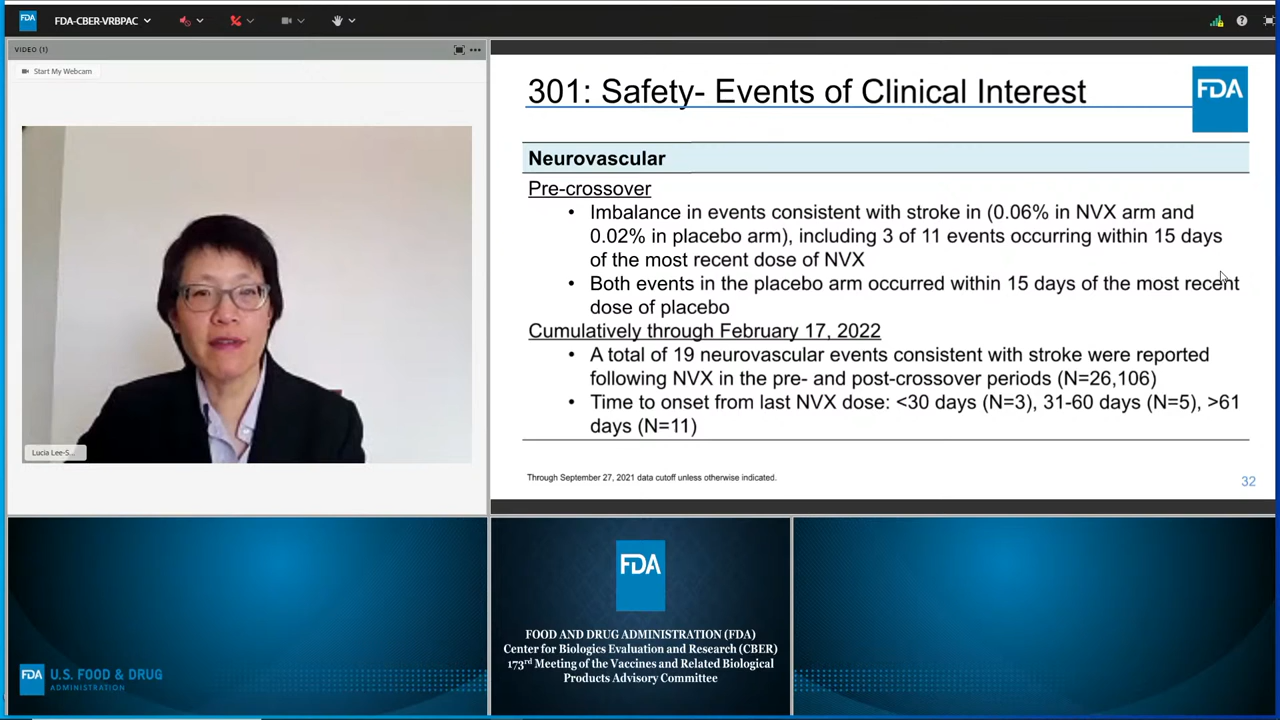 FDA
FDA-CBER-VRBPAC
VIDEO (1)
Start My Webcam
Lucia Lee-S...
301: Safety- Events of Clinical Interest
FDA
Neurovascular
Pre-crossover
• Imbalance in events consistent with stroke in (0.06% in NVX arm and
0.02% in placebo arm), including 3 of 11 events occurring within 15 days
of the most recent dose of NVX
• Both events in the placebo arm occurred within 15 days of the most recent
dose of placebo
Cumulatively through February 17, 2022
• A total of 19 neurovascular events consistent with stroke were reported
following NVX in the pre- and post-crossover periods (N=26,106)
• Time to onset from last NVX dose: <30 days (N=3), 31-60 days (N=5), >61
days (N=11)
Through September 27, 2021 data cutoff unless otherwise indicated.
32
FDA U.S. FOOD & DRUG
ADMINISTRATION
FDA
FOOD AND DRUG ADMINISTRATION (FDA)
Center for Biologics Evaluation and Research (CBER)
173rd Meeting of the Vaccines and Related Biological
Products Advisory Committee